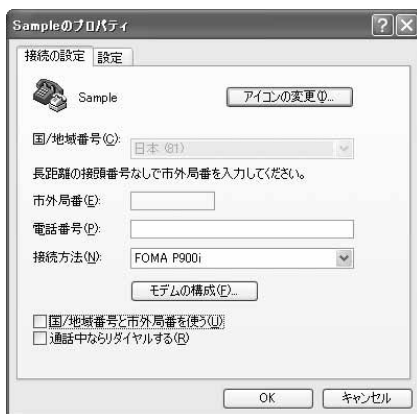 Sampleのプロパティ
接続の設定 設定
Sample アイコンの変更(I)...
国/地域番号(C): 日本 (81)
長距離の接頭番号なしで市外局番を入力してください。
市外局番(E):
電話番号(P):
接続方法(N): FOMA P900i
モデムの構成(F)...
国/地域番号と市外局番を使う(U)
通話中ならリダイヤルする(R)
OK キャンセル